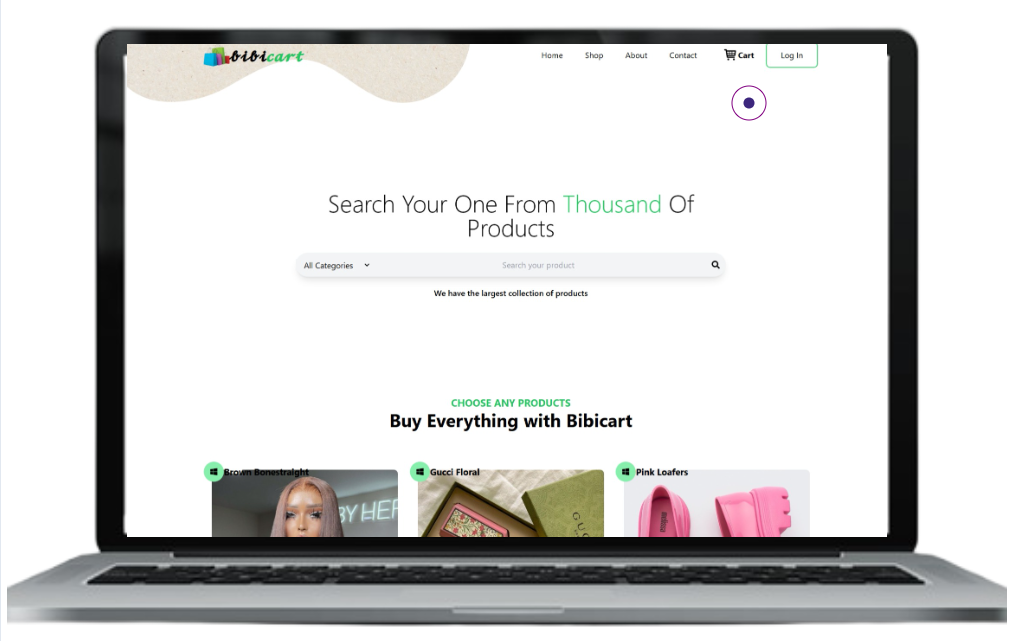 bibicart
Home Shop About Contact Cart Log In
Search Your One From Thousand Of
Products
All Categories Search your product
We have the largest collection of products
CHOOSE ANY PRODUCTS
Buy Everything with Bibicart
Brown Bonestraight Gucci Floral Pink Loafers
BY HER
GUC